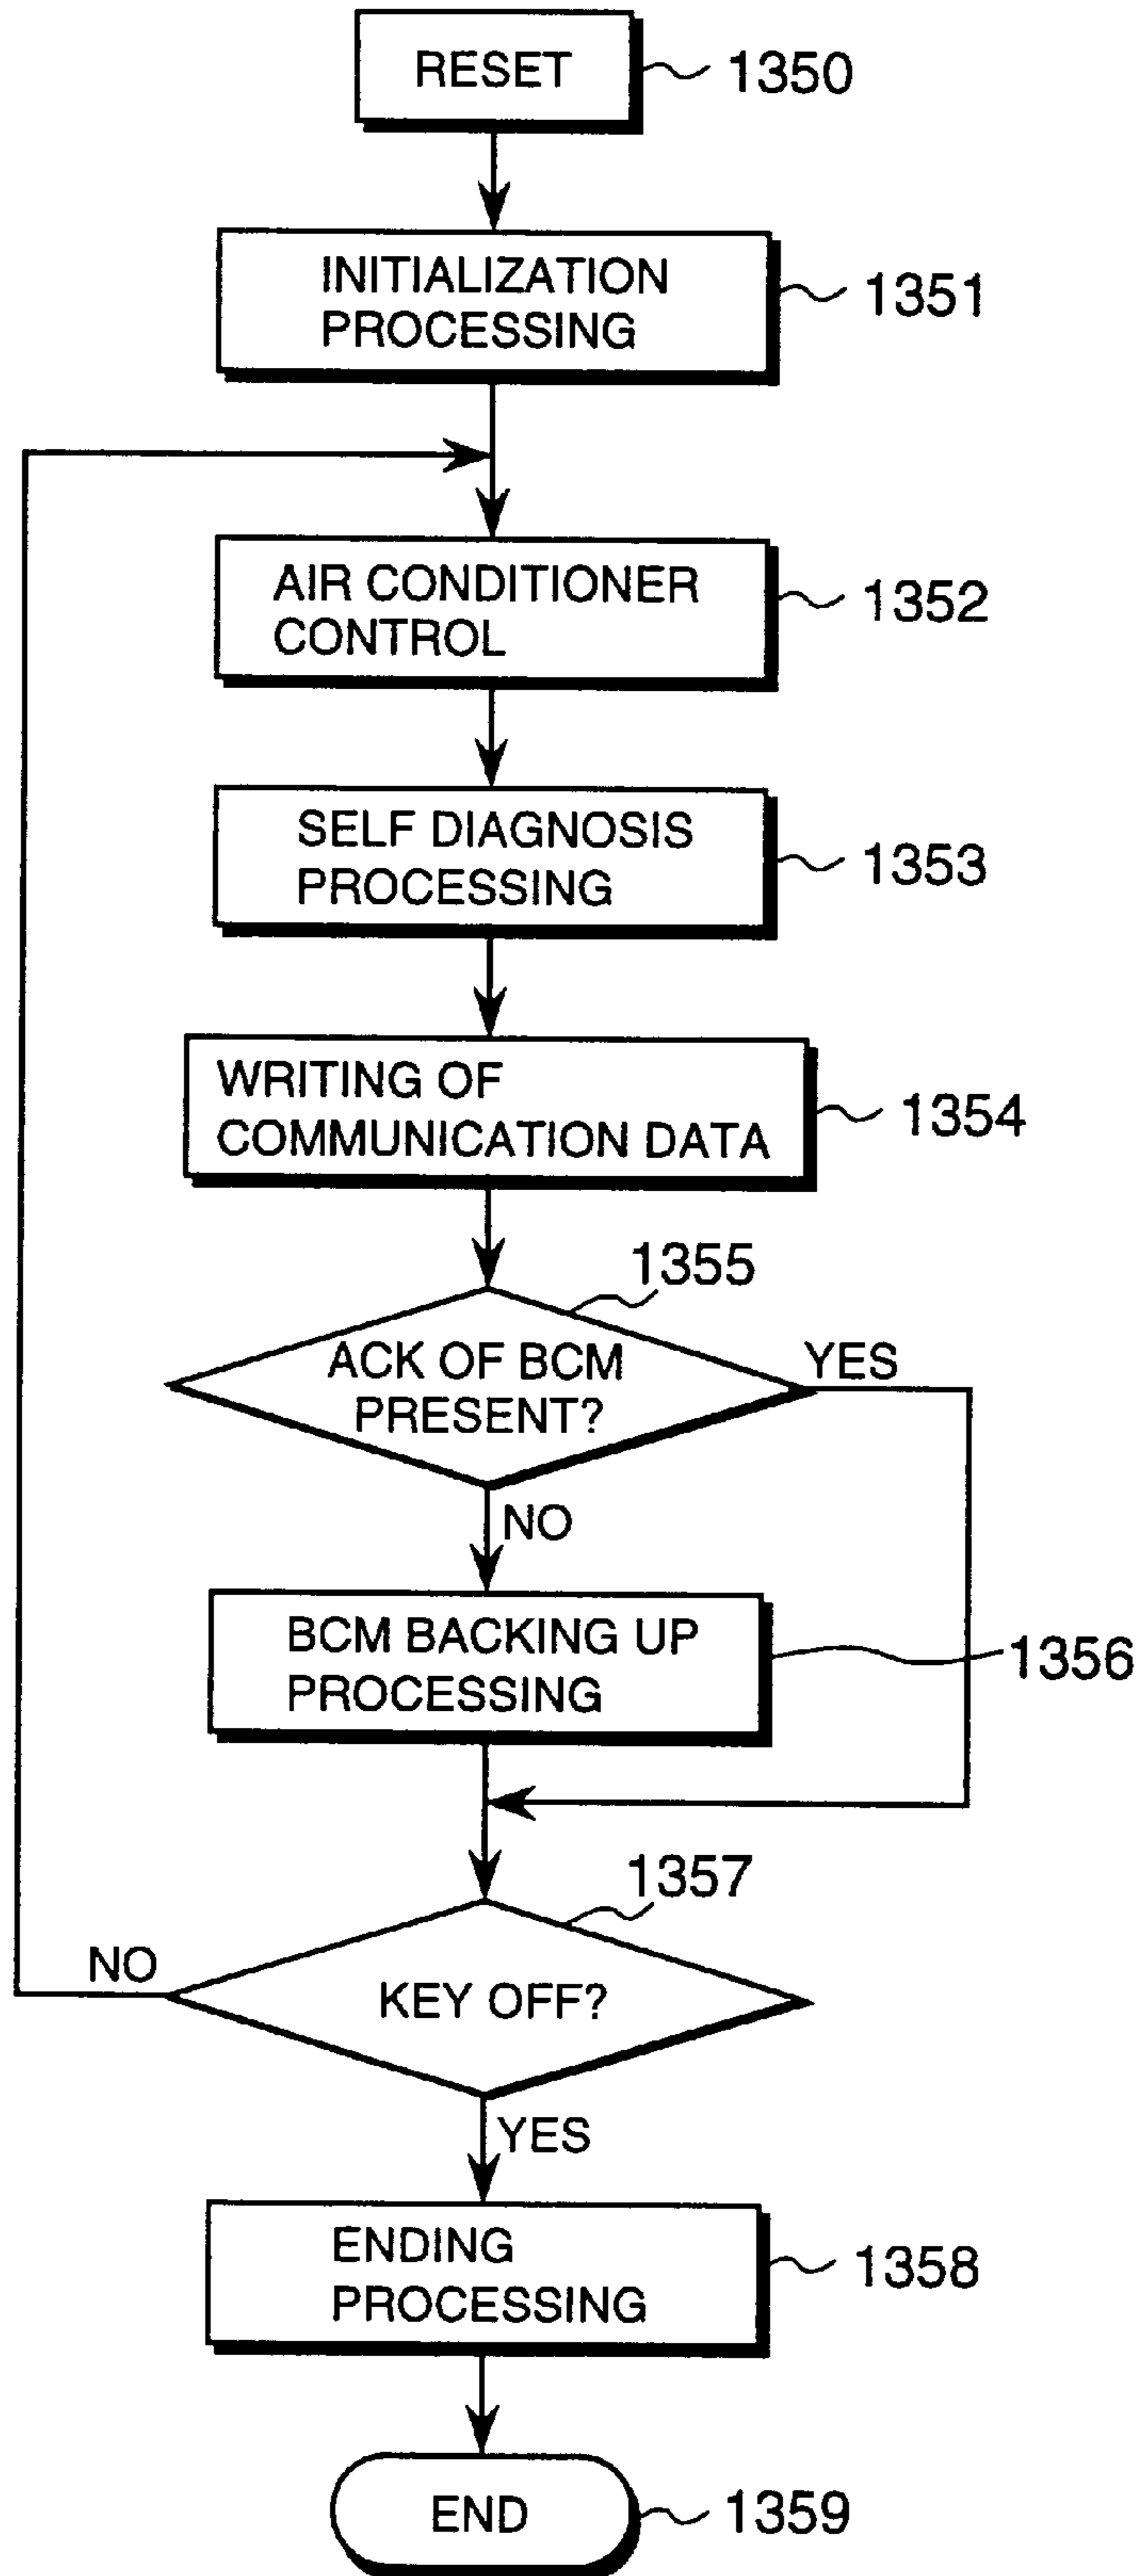 RESET
1350
INITIALIZATION
PROCESSING
1351
AIR CONDITIONER
CONTROL
1352
SELF DIAGNOSIS
PROCESSING
1353
WRITING OF
COMMUNICATION DATA
1354
1355
ACK OF BCM
PRESENT?
YES
NO
BCM BACKING UP
PROCESSING
1356
1357
NO
KEY OFF?
YES
ENDING
PROCESSING
1358
END
1359